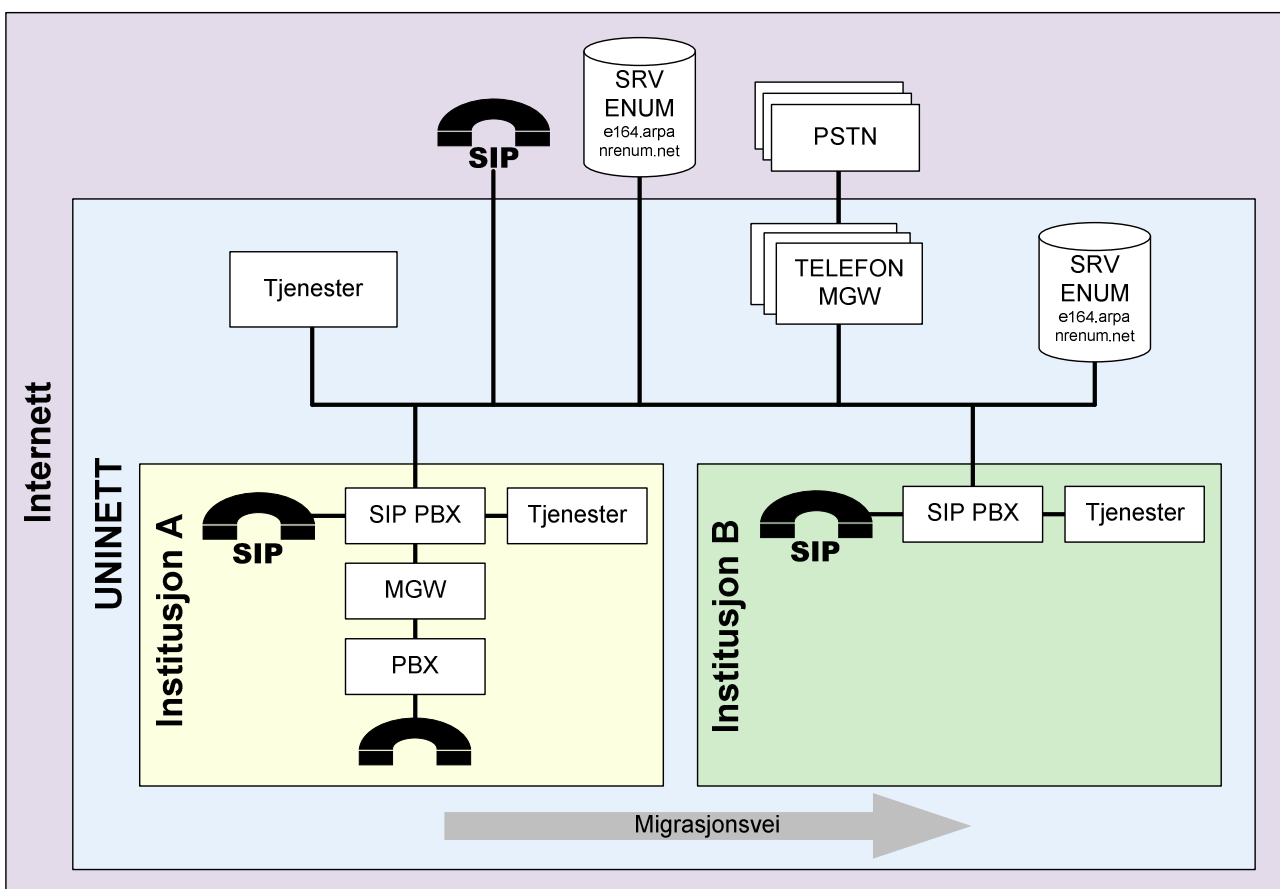 SRV
ENUM
e164.arpa
nrenum.net
SIP
PSTN
Tjenester
TELEFON
MGW
SRV
ENUM
e164.arpa
nrenum.net
Internett
UNINETT
Institusjon A
SIP
SIP PBX
Tjenester
MGW
PBX
Institusjon B
SIP
SIP PBX
Tjenester
Migrasjonsvei